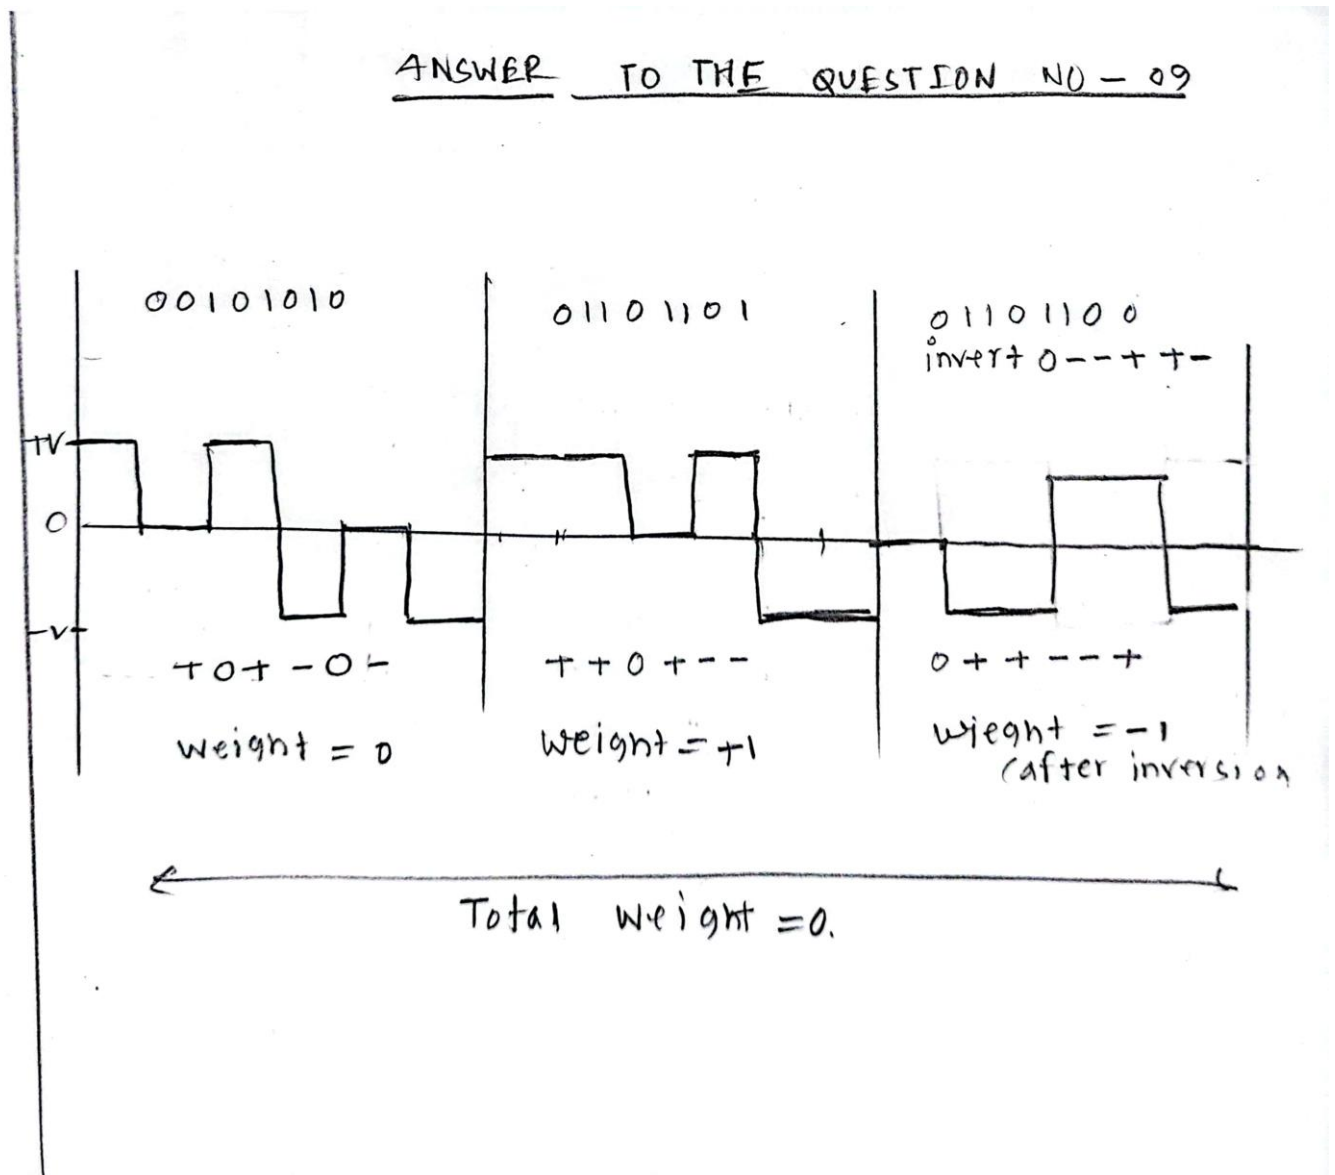 ANSWER TO THE QUESTION NO - 09
00101010
01101101
01101100
invert 0--++-
+V
0
-V
+0+-0-
++0+--
0++--+
weight = 0
weight = +1
wieght = -1
(after inversion
Total weight = 0.